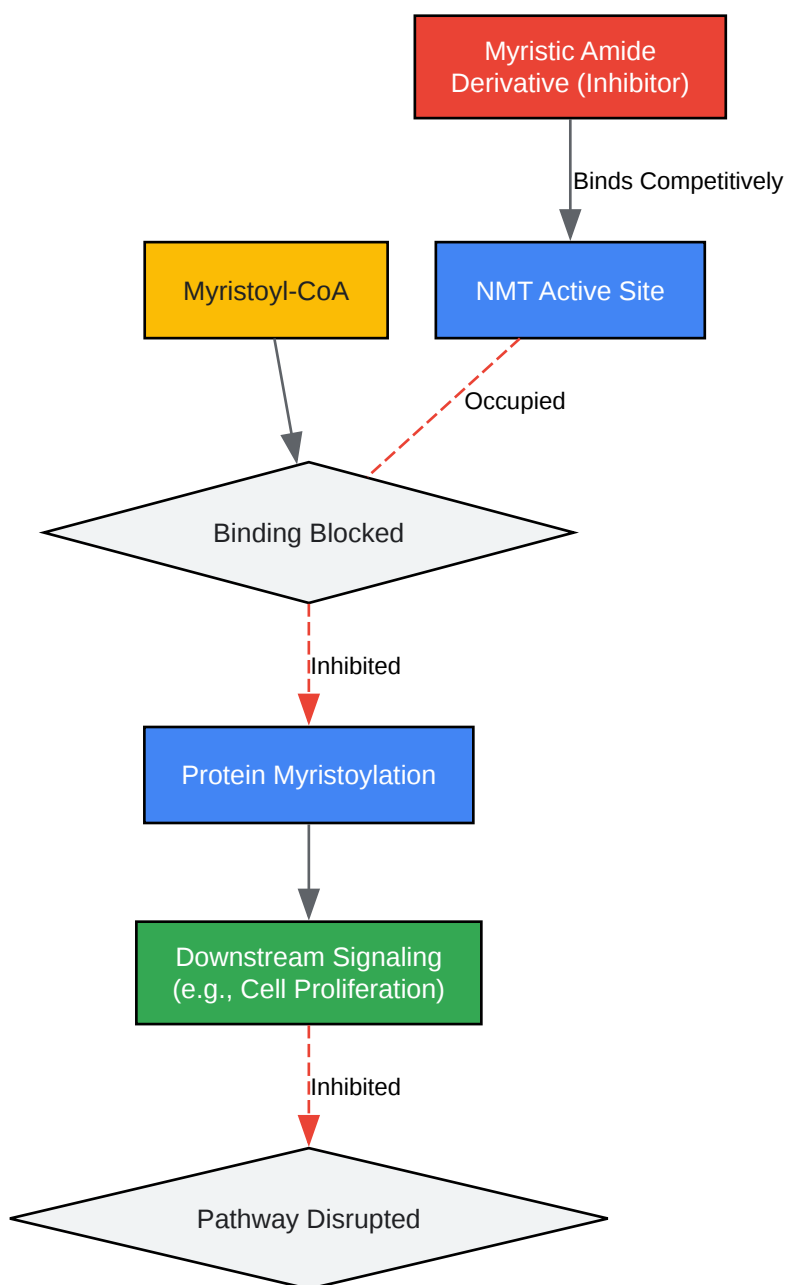 Myristic Amide
Derivative (Inhibitor)
Binds Competitively
Myristoyl-CoA
NMT Active Site
Occupied
Binding Blocked
Inhibited
Protein Myristoylation
Downstream Signaling
(e.g., Cell Proliferation)
Inhibited
Pathway Disrupted